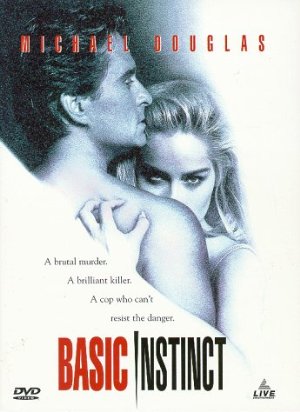 MICHAEL DOUGLAS
A brutal murder.
A brilliant killer.
A cop who can't
resist the danger.
BASIC INSTINCT
DVD
VIDEO
LIVE